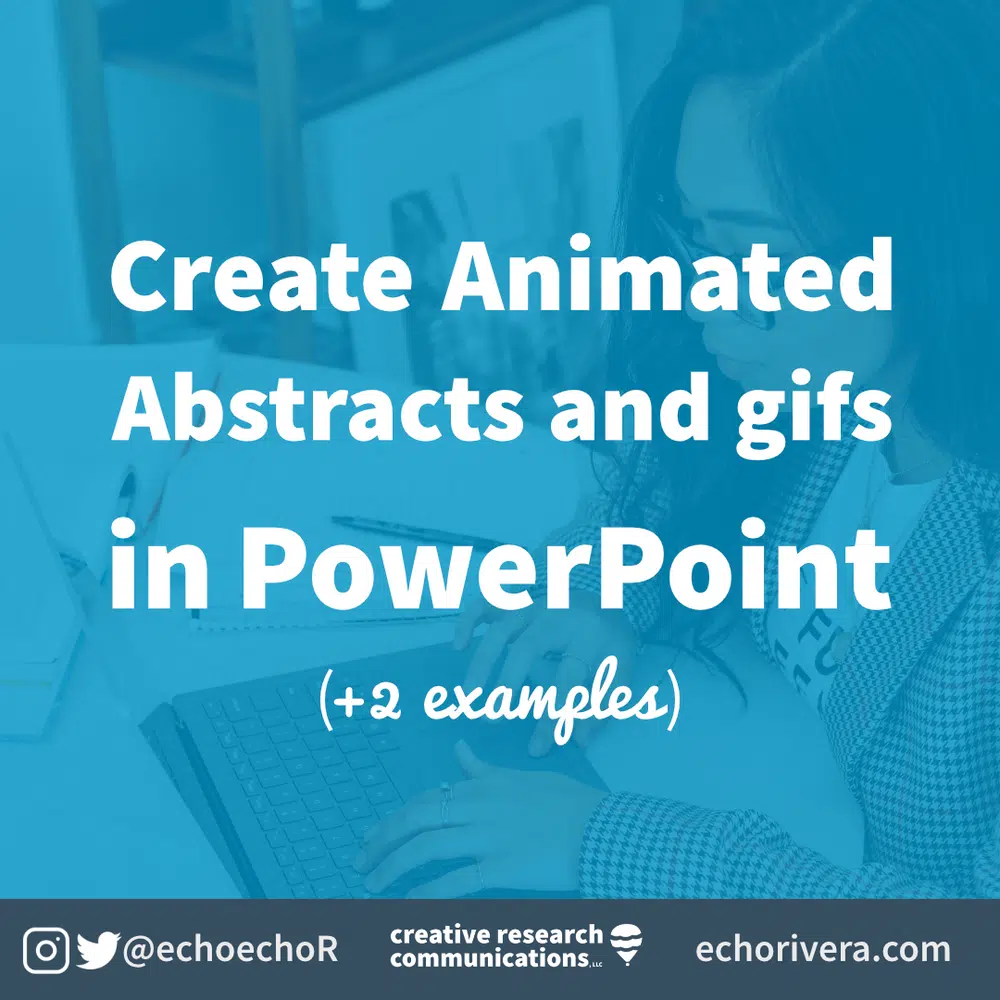 Create Animated
Abstracts and gifs
in PowerPoint
(+2 examples)
@echoechoR
creative research
communications, LLC
echorivera.com